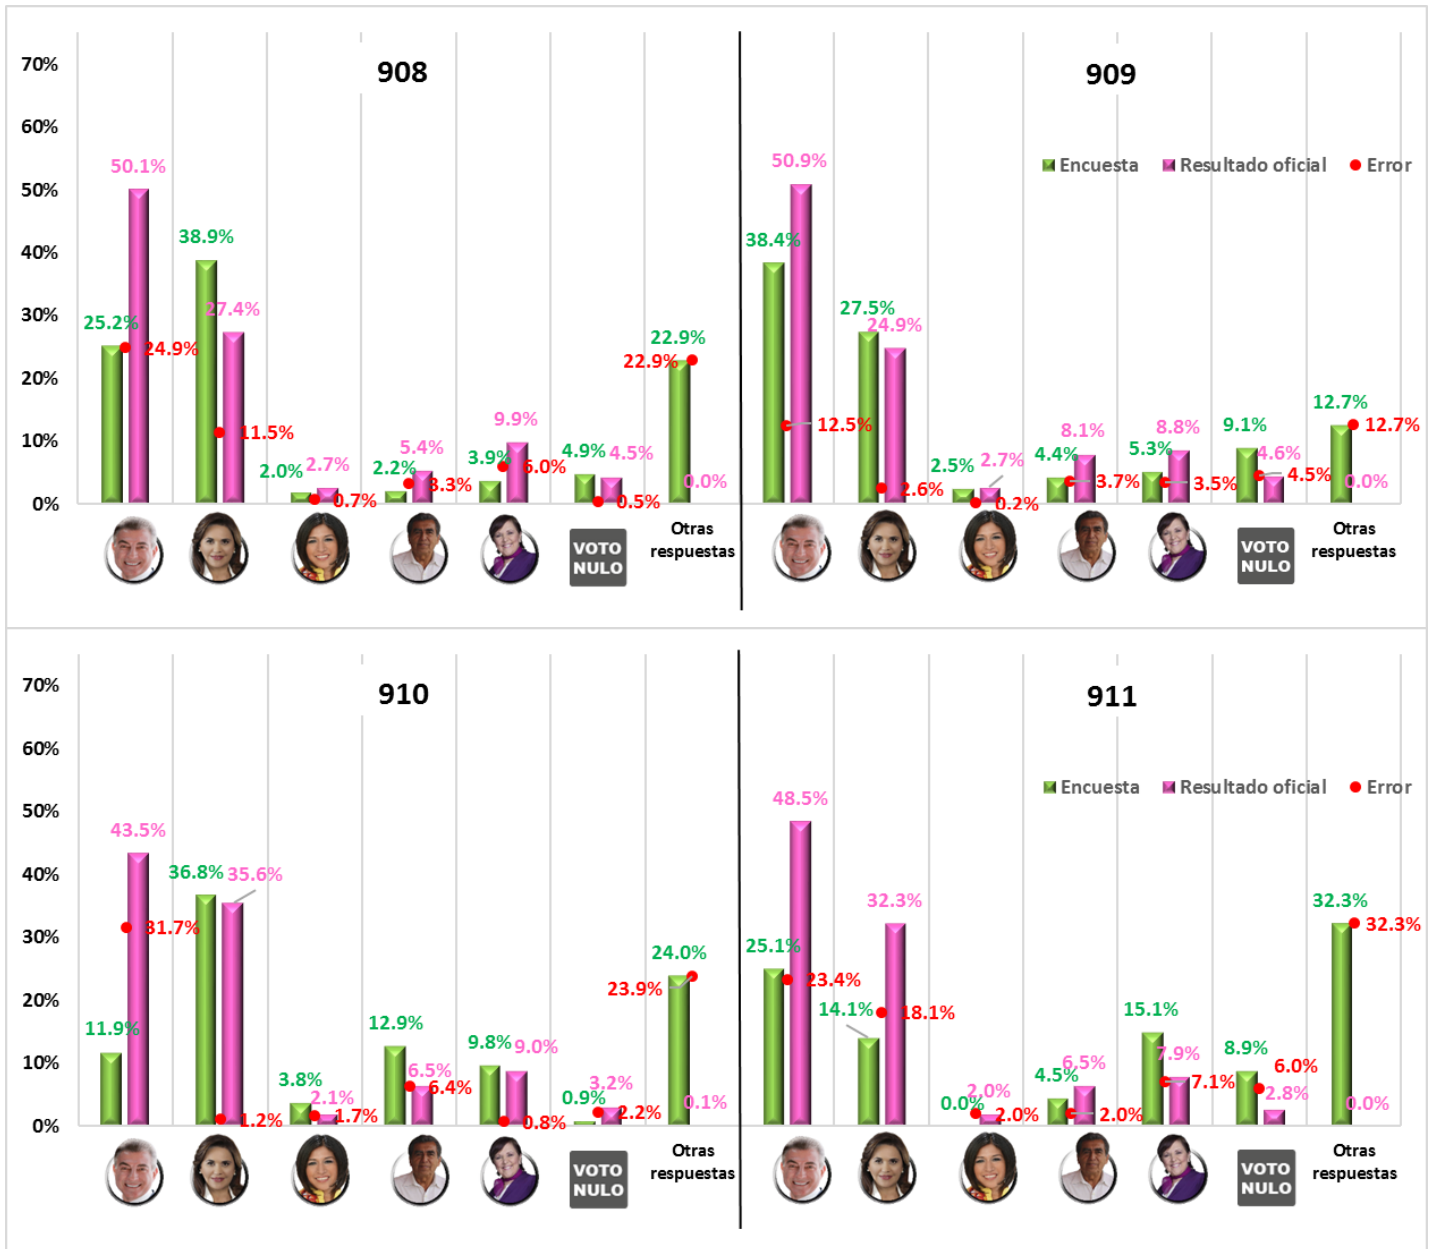 908
909
70%
60%
50%
40%
30%
20%
10%
0%
Encuesta Resultado oficial Error
25.2% 50.1% 24.9%
38.9% 27.4% 11.5%
2.0% 2.7% 0.7%
2.2% 5.4% 3.3%
3.9% 9.9% 6.0%
4.9% 4.5% 0.5%
22.9% 0.0% 22.9%
38.4% 50.9% 12.5%
27.5% 24.9% 2.6%
2.5% 2.7% 0.2%
4.4% 8.1% 3.7%
5.3% 8.8% 3.5%
9.1% 4.6% 4.5%
12.7% 0.0% 12.7%
VOTO
NULO
Otras
respuestas
VOTO
NULO
Otras
respuestas
910
911
70%
60%
50%
40%
30%
20%
10%
0%
Encuesta Resultado oficial Error
11.9% 43.5% 31.7%
36.8% 35.6% 1.2%
3.8% 2.1% 1.7%
12.9% 6.5% 6.4%
9.8% 9.0% 0.8%
0.9% 3.2% 2.2%
24.0% 0.1% 23.9%
25.1% 48.5% 23.4%
14.1% 32.3% 18.1%
0.0% 2.0% 2.0%
4.5% 6.5% 2.0%
15.1% 7.9% 7.1%
8.9% 2.8% 6.0%
32.3% 0.0% 32.3%
VOTO
NULO
Otras
respuestas
VOTO
NULO
Otras
respuestas